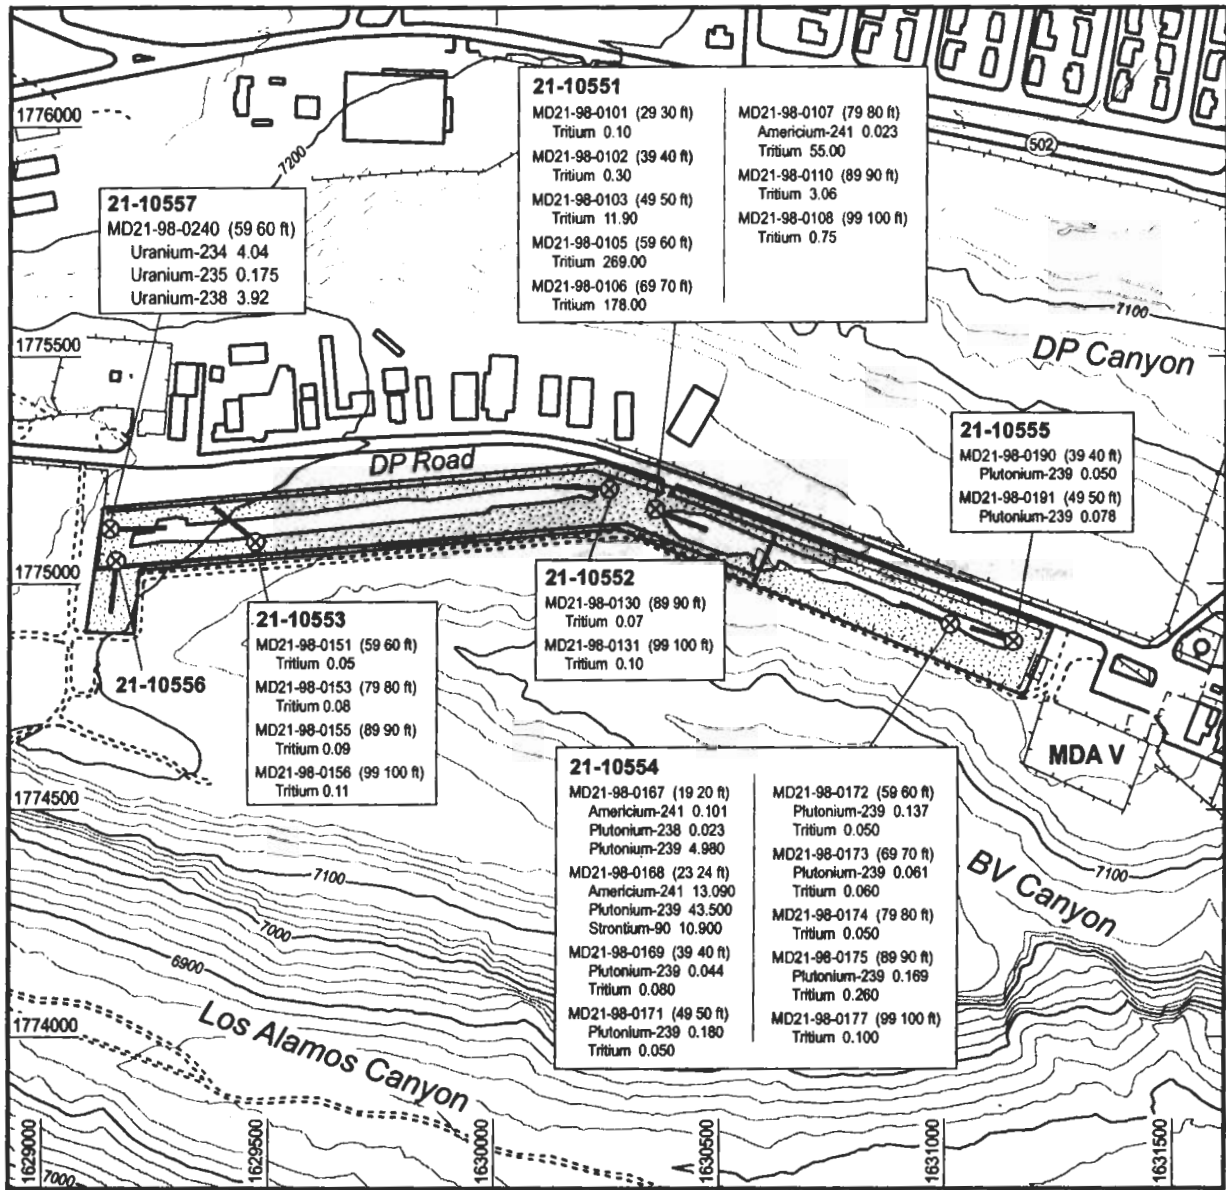 1776000
7200
502
21-10551
MD21-98-0101 (29 30 ft)
Tritium 0.10
MD21-98-0102 (39 40 ft)
Tritium 0.30
MD21-98-0103 (49 50 ft)
Tritium 11.90
MD21-98-0105 (59 60 ft)
Tritium 269.00
MD21-98-0106 (69 70 ft)
Tritium 178.00
MD21-98-0107 (79 80 ft)
Americium-241 0.023
Tritium 55.00
MD21-98-0110 (89 90 ft)
Tritium 3.06
MD21-98-0108 (99 100 ft)
Tritium 0.75
21-10557
MD21-98-0240 (59 60 ft)
Uranium-234 4.04
Uranium-235 0.175
Uranium-238 3.92
7100
1775500
DP Canyon
DP Road
21-10555
MD21-98-0190 (39 40 ft)
Plutonium-239 0.050
MD21-98-0191 (49 50 ft)
Plutonium-239 0.078
1775000
21-10552
MD21-98-0130 (89 90 ft)
Tritium 0.07
MD21-98-0131 (99 100 ft)
Tritium 0.10
21-10553
MD21-98-0151 (59 60 ft)
Tritium 0.05
MD21-98-0153 (79 80 ft)
Tritium 0.08
MD21-98-0155 (89 90 ft)
Tritium 0.09
MD21-98-0156 (99 100 ft)
Tritium 0.11
21-10556
MDA V
21-10554
MD21-98-0167 (19 20 ft)
Americium-241 0.101
Plutonium-238 0.023
Plutonium-239 4.980
MD21-98-0168 (23 24 ft)
Americium-241 13.090
Plutonium-239 43.500
Strontium-90 10.900
MD21-98-0169 (39 40 ft)
Plutonium-239 0.044
Tritium 0.080
MD21-98-0171 (49 50 ft)
Plutonium-239 0.180
Tritium 0.050
MD21-98-0172 (59 60 ft)
Plutonium-239 0.137
Tritium 0.050
MD21-98-0173 (69 70 ft)
Plutonium-239 0.061
Tritium 0.060
MD21-98-0174 (79 80 ft)
Tritium 0.050
MD21-98-0175 (89 90 ft)
Plutonium-239 0.169
Tritium 0.260
MD21-98-0177 (99 100 ft)
Tritium 0.100
1774500
7100
BV Canyon
7100
7000
6900
Los Alamos Canyon
1774000
7000
1629000
1629500
1630000
1630500
1631000
1631500